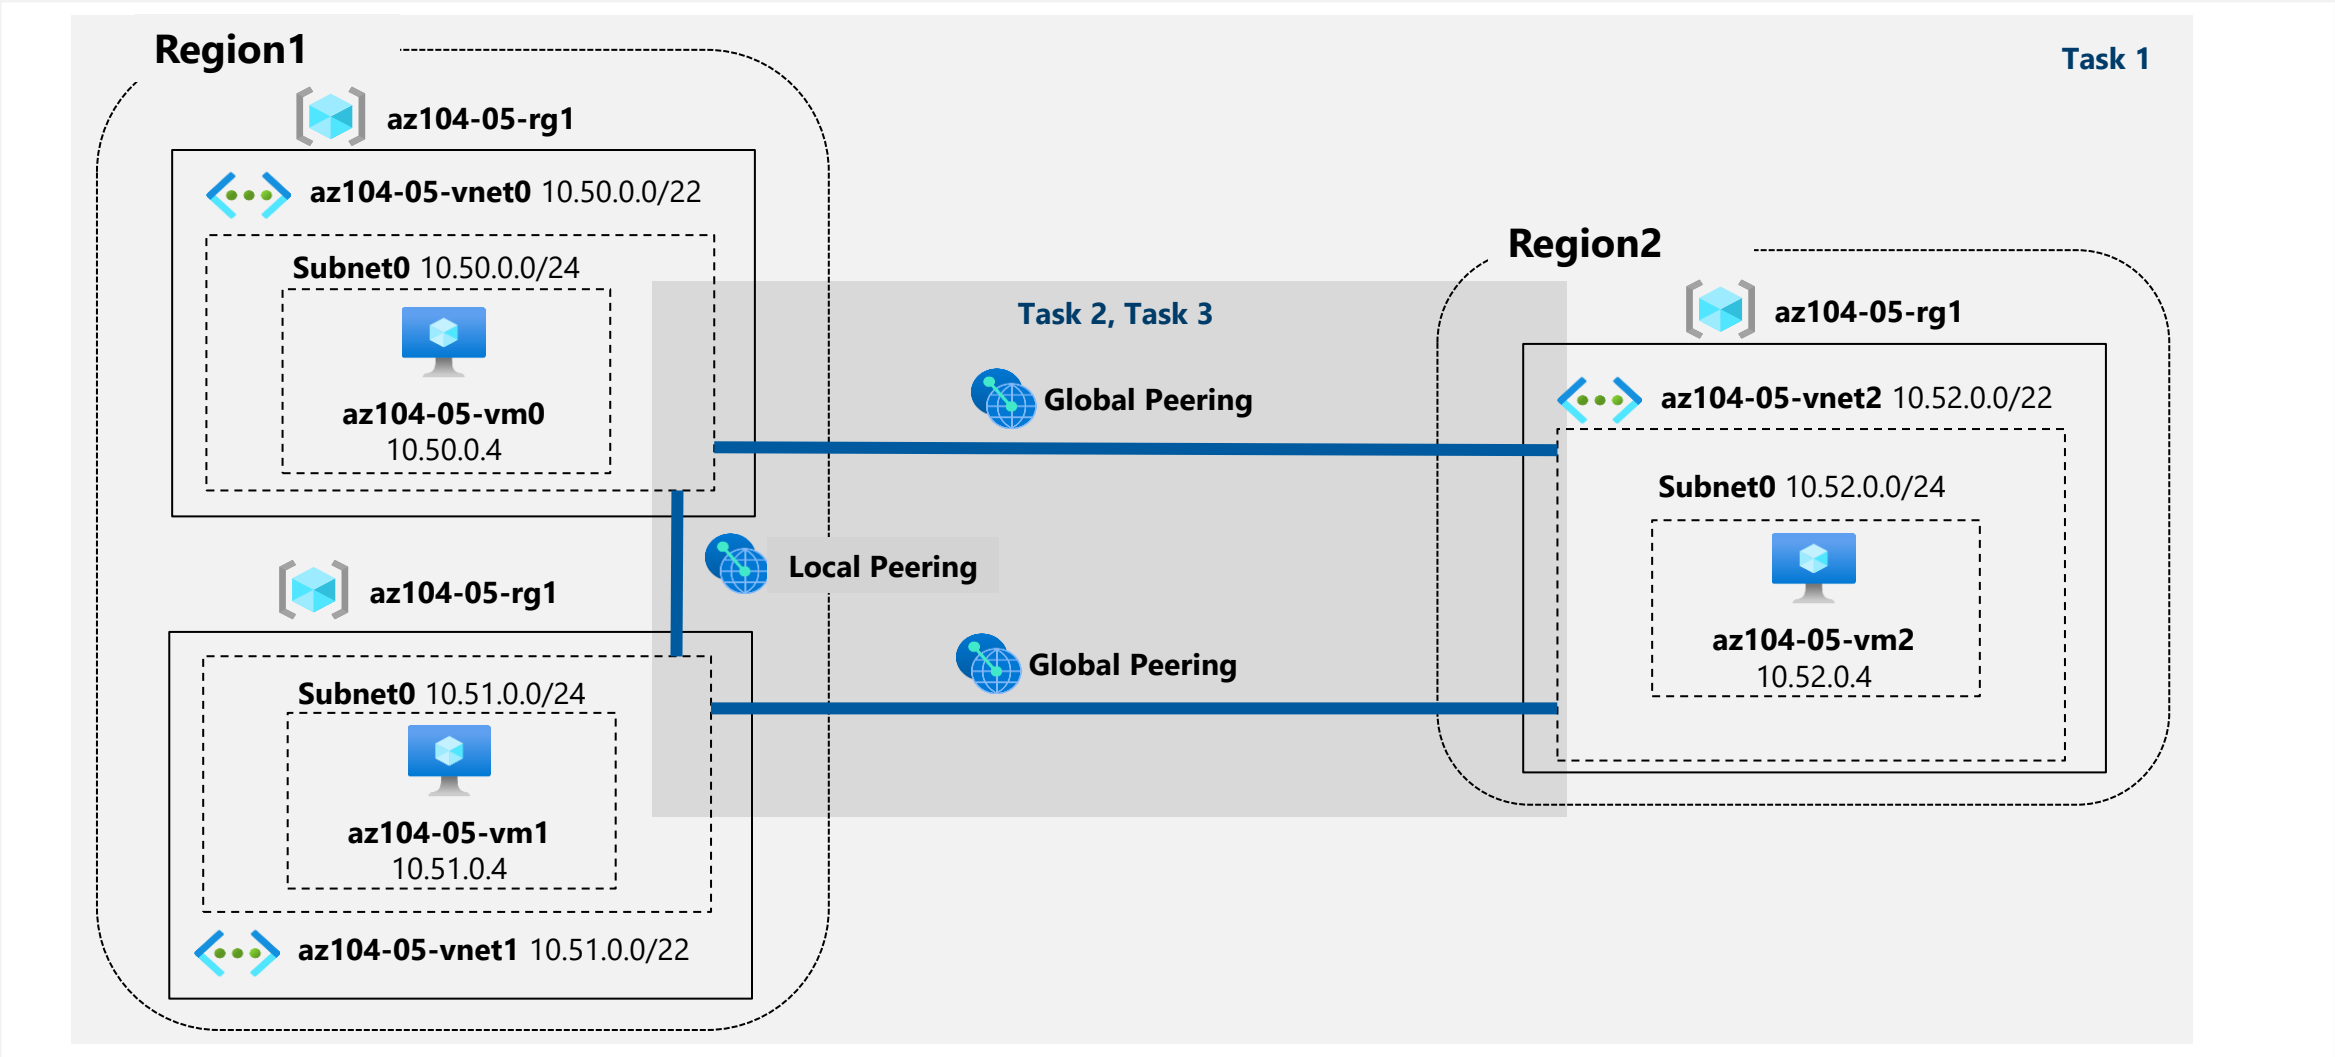 Region1
Task 1
az104-05-rg1
az104-05-vnet0 10.50.0.0/22
Subnet0 10.50.0.0/24
az104-05-vm0
10.50.0.4
Task 2, Task 3
Global Peering
Local Peering
Global Peering
az104-05-rg1
Subnet0 10.51.0.0/24
az104-05-vm1
10.51.0.4
az104-05-vnet1 10.51.0.0/22
Region2
az104-05-rg1
az104-05-vnet2 10.52.0.0/22
Subnet0 10.52.0.0/24
az104-05-vm2
10.52.0.4